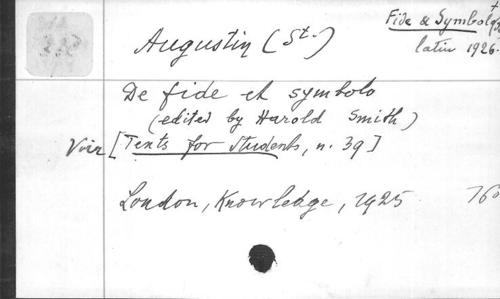 Fide & Symbol
latin 1926.
Augustin (St.)
De fide et symbolo
(edited by Harold Smith)
Voir [Texts for students, n. 39]
London, Knowledge, 1925